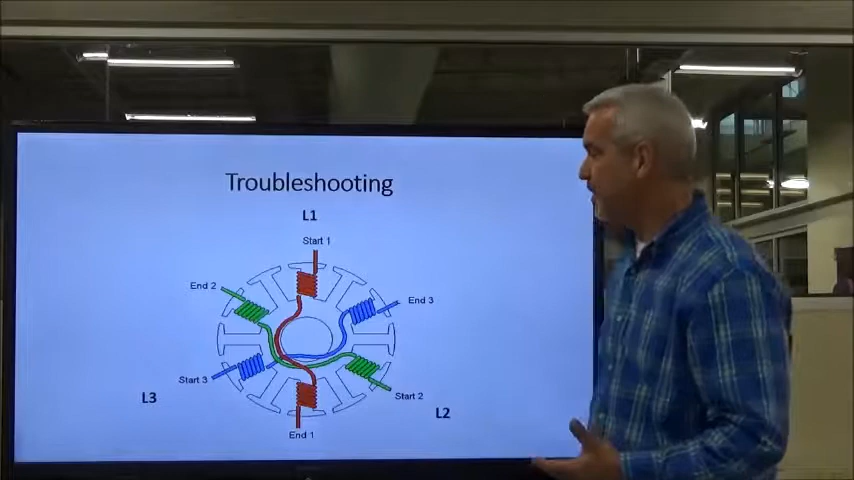 Troubleshooting
L1
Start 1
End 2
End 3
Start 3
Start 2
L3
L2
End 1